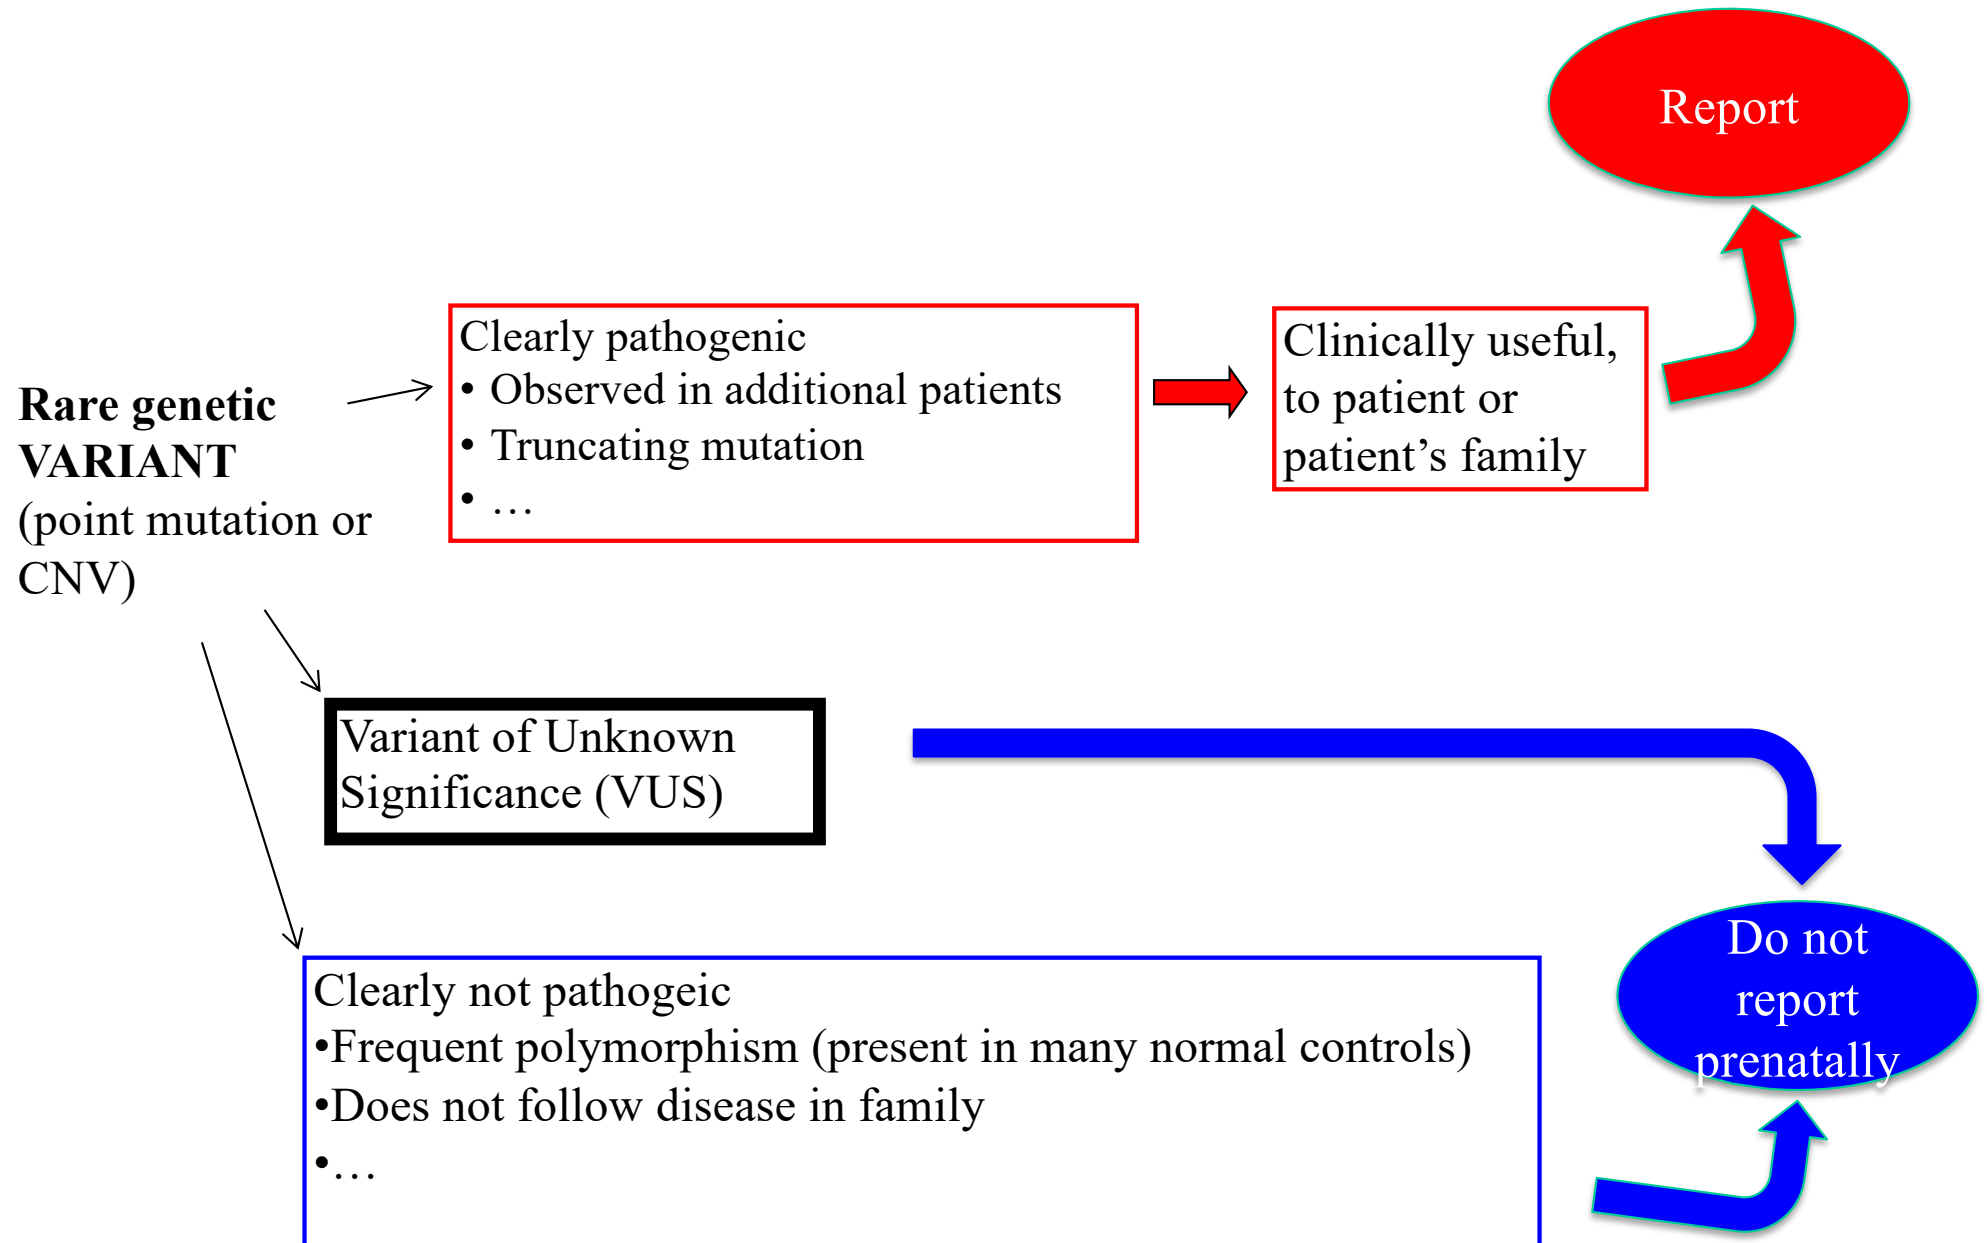 Report
Clearly pathogenic
• Observed in additional patients
• Truncating mutation
• …
Clinically useful,
to patient or
patient’s family
Rare genetic
VARIANT
(point mutation or
CNV)
Variant of Unknown
Significance (VUS)
Do not
report
prenatally
Clearly not pathogeic
•Frequent polymorphism (present in many normal controls)
•Does not follow disease in family
•…